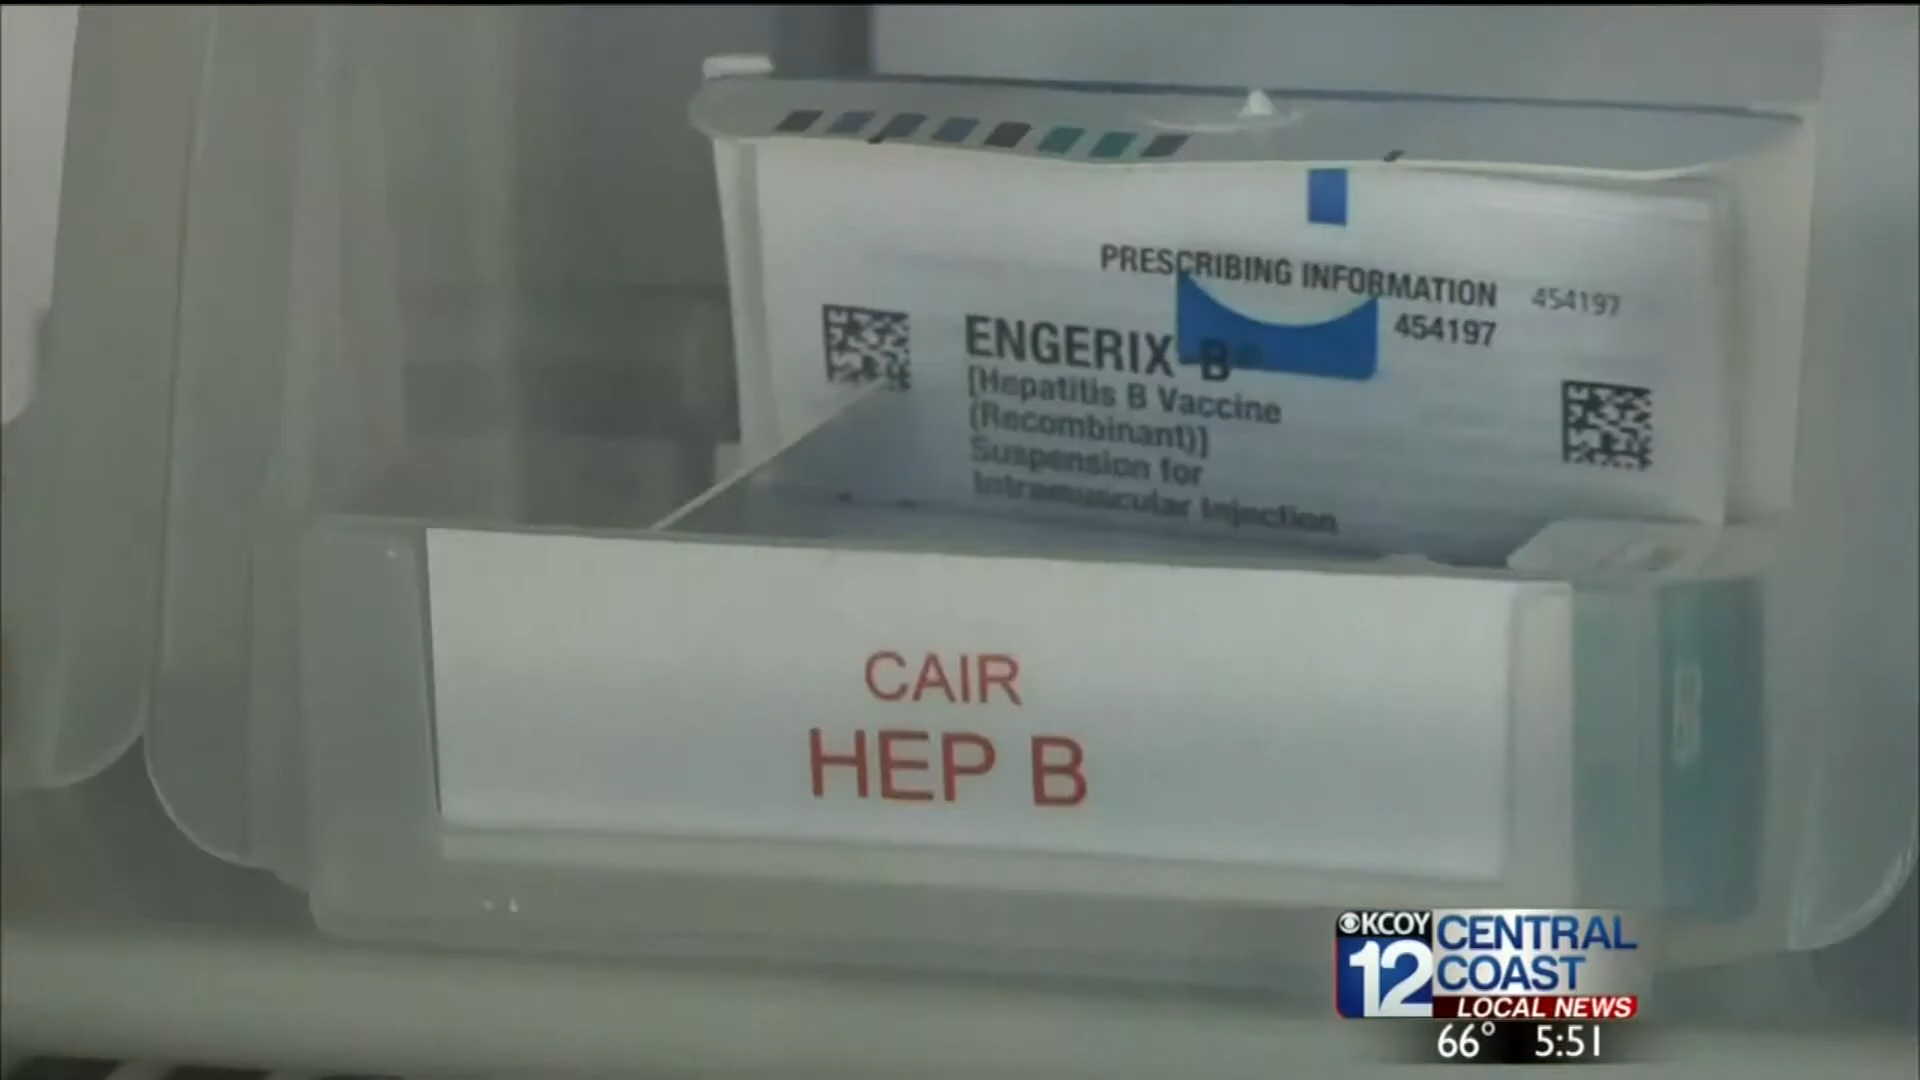 PRESCRIBING INFORMATION 454197
454197
ENGERIX-B®
[Hepatitis B Vaccine
(Recombinant)]
Suspension for
Intramuscular Injection
CAIR
HEP B
KCOY
12
CENTRAL
COAST
LOCAL NEWS
66° 5:51